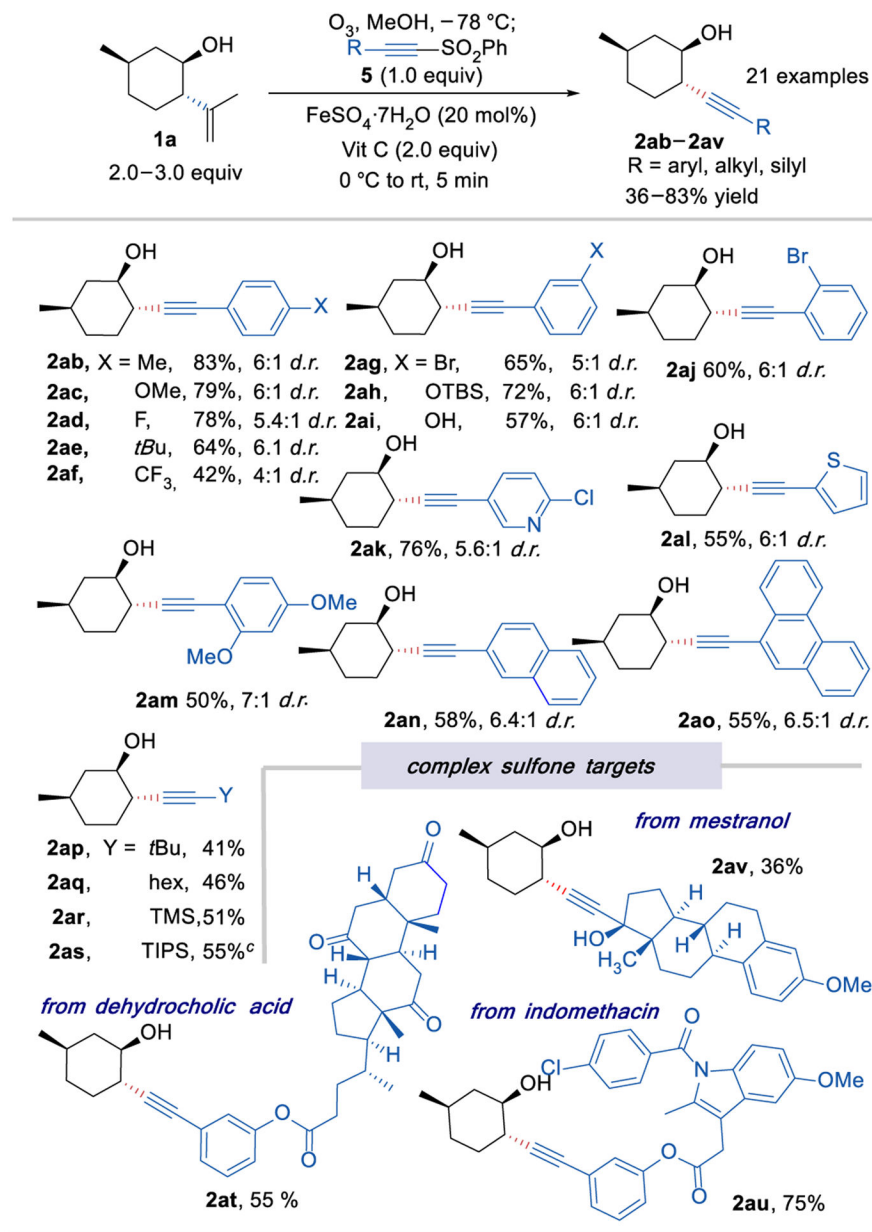 O₃, MeOH, −78 °C;
R SO₂Ph
5 (1.0 equiv)
FeSO₄·7H₂O (20 mol%)
Vit C (2.0 equiv)
0 °C to rt, 5 min
OH
1a
2.0−3.0 equiv
OH
R
21 examples
2ab−2av
R = aryl, alkyl, silyl
36−83% yield
OH
X
2ab, X = Me, 83%, 6:1 d.r.
2ac, OMe, 79%, 6:1 d.r.
2ad, F, 78%, 5.4:1 d.r.
2ae, tBu, 64%, 6.1 d.r.
2af, CF₃, 42%, 4:1 d.r.
OH
X
2ag, X = Br, 65%, 5:1 d.r.
2ah, OTBS, 72%, 6:1 d.r.
2ai, OH, 57%, 6:1 d.r.
OH
Br
2aj 60%, 6:1 d.r.
OH
Cl
N
2ak, 76%, 5.6:1 d.r.
OH
S
2al, 55%, 6:1 d.r.
OH
OMe
MeO
2am 50%, 7:1 d.r.
OH
2an, 58%, 6.4:1 d.r.
OH
2ao, 55%, 6.5:1 d.r.
OH
Y
2ap, Y = tBu, 41%
2aq, hex, 46%
2ar, TMS, 51%
2as, TIPS, 55%ᶜ
complex sulfone targets
from mestranol
OH
2av, 36%
HO
H₃C
H
H
H
OMe
from dehydrocholic acid
O
H
O
H
H
H
O
H
OH
O
O
2at, 55 %
from indomethacin
O
Cl
N
OMe
OH
O
O
2au, 75%